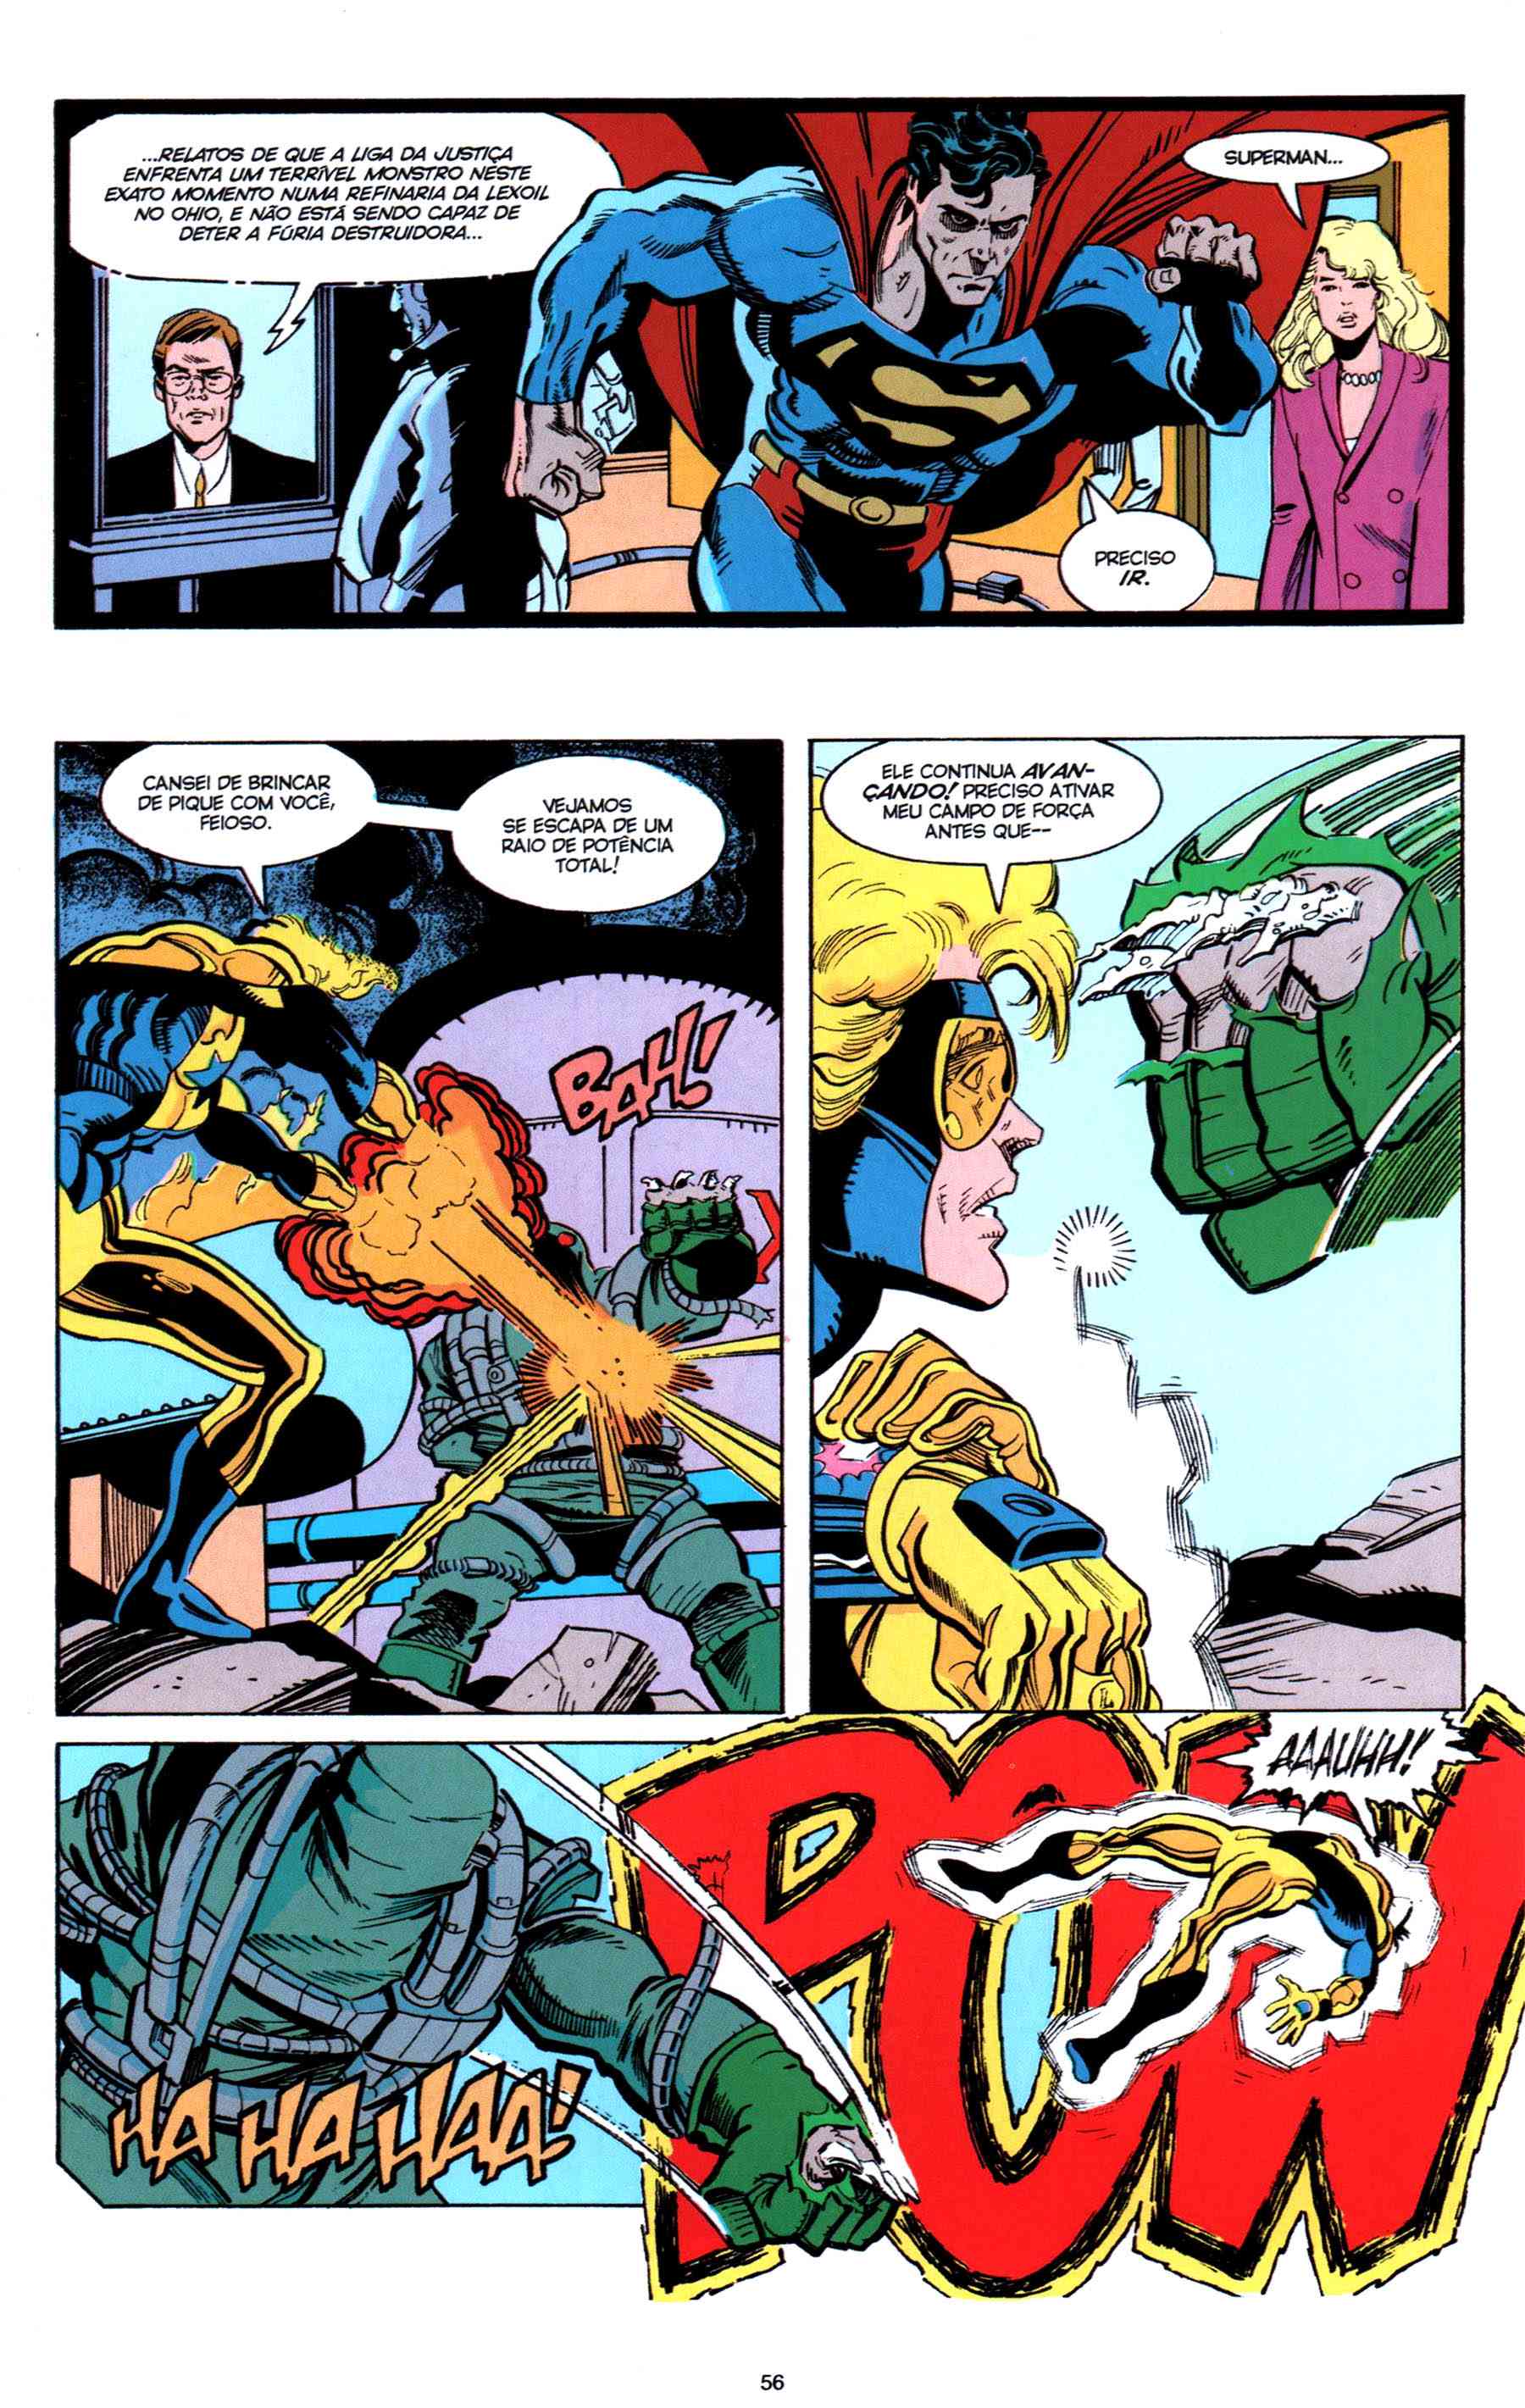 ...RELATOS DE QUE A LIGA DA JUSTIÇA
ENFRENTA UM TERRÍVEL MONSTRO NESTE
EXATO MOMENTO NUMA REFINARIA DA LEXOIL
NO OHIO, E NÃO ESTÁ SENDO CAPAZ DE
DETER A FÚRIA DESTRUIDORA...
SUPERMAN...
S
PRECISO
IR.
CANSEI DE BRINCAR
DE PIQUE COM VOCÊ,
FEIOSO.
VEJAMOS
SE ESCAPA DE UM
RAIO DE POTÊNCIA
TOTAL!
BAH!
ELE CONTINUA AVAN-
ÇANDO! PRECISO ATIVAR
MEU CAMPO DE FORÇA
ANTES QUE--
HA HA HAA!
POW
AAAUHH!
56